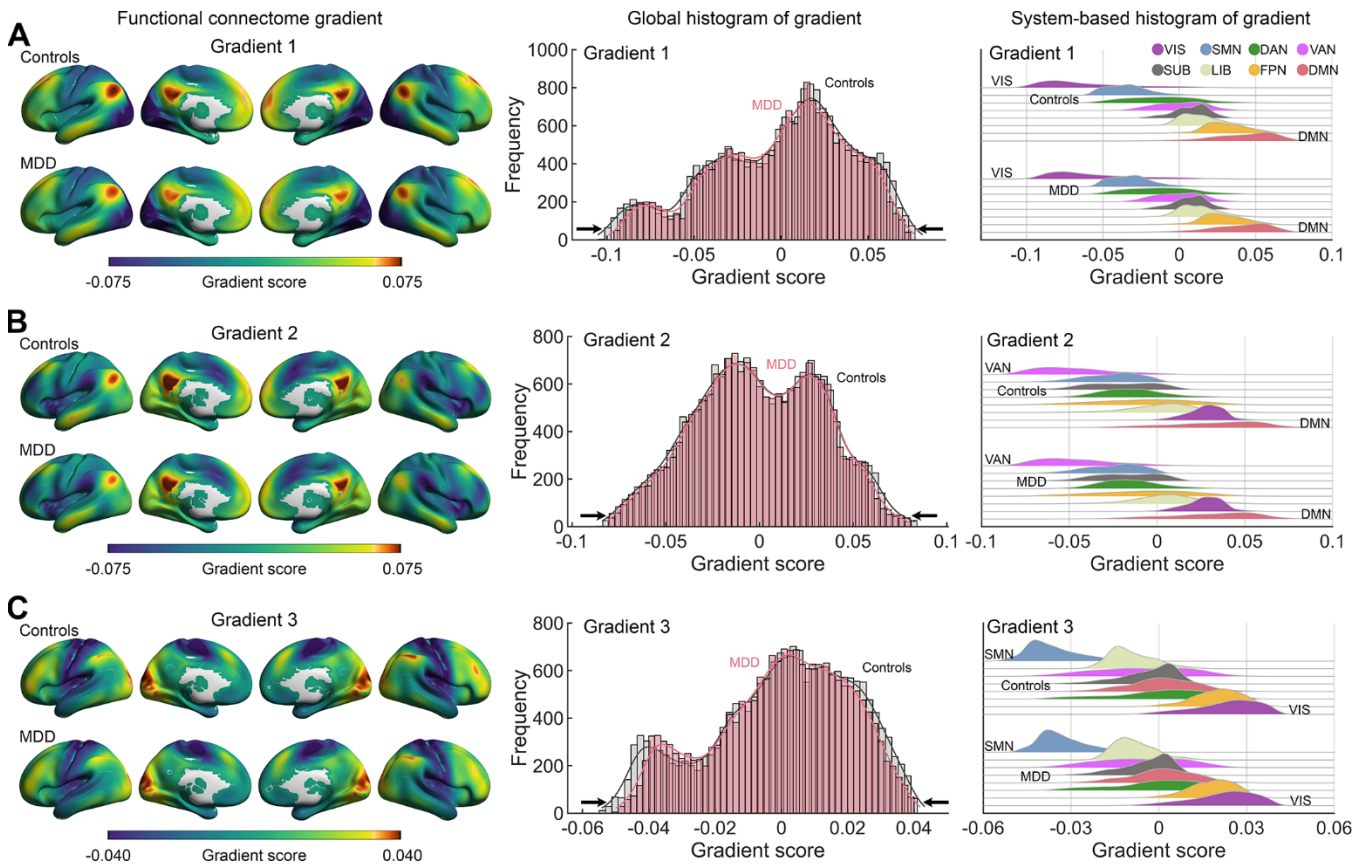 Functional connectome gradient
Global histogram of gradient
System-based histogram of gradient
A
Gradient 1
Controls
MDD
-0.075 Gradient score 0.075
Gradient 1
Controls
MDD
Frequency
1000
800
600
400
200
0
-0.1 -0.05 0 0.05
Gradient score
Gradient 1
VIS SMN DAN VAN
SUB LIB FPN DMN
VIS
Controls
DMN
VIS
MDD
DMN
-0.1 -0.05 0 0.05 0.1
Gradient score
B
Gradient 2
Controls
MDD
-0.075 Gradient score 0.075
Gradient 2
MDD
Controls
Frequency
800
600
400
200
0
-0.1 -0.05 0 0.05 0.1
Gradient score
Gradient 2
VAN
Controls
DMN
VAN
MDD
DMN
-0.1 -0.05 0 0.05 0.1
Gradient score
C
Gradient 3
Controls
MDD
-0.040 Gradient score 0.040
Gradient 3
MDD
Controls
Frequency
800
600
400
200
0
-0.06 -0.04 -0.02 0 0.02 0.04
Gradient score
Gradient 3
SMN
Controls
VIS
SMN
MDD
VIS
-0.06 -0.03 0 0.03 0.06
Gradient score